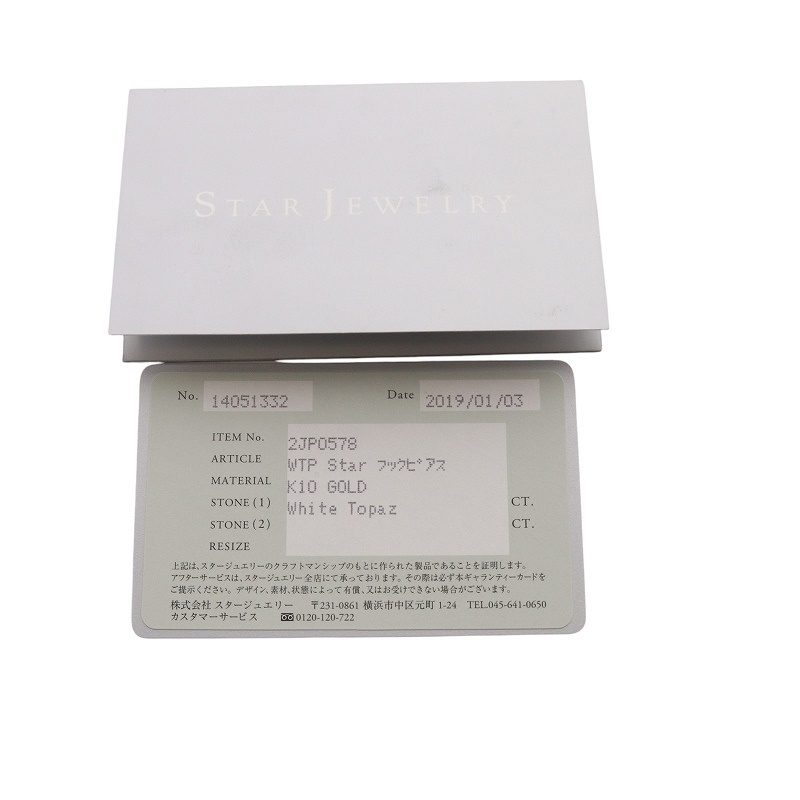 STAR JEWELRY
No. 14051332 Date 2019/01/03
ITEM No. 2JP0578
ARTICLE WTP Star フックピアス
MATERIAL K10 GOLD
STONE (1) White Topaz CT.
STONE (2) CT.
RESIZE
上記は、スタージュエリーのクラフトマンシップのもとに作られた製品であることを証明します。
アフターサービスは、スタージュエリー全店にて承っております。その際は必ず本ギャランティーカードを
ご提示ください。デザイン、素材、状態によって有償、又はお受けできない場合がございます。
株式会社 スタージュエリー 〒231-0861 横浜市中区元町 1-24 TEL.045-641-0650
カスタマーサービス 0120-120-722